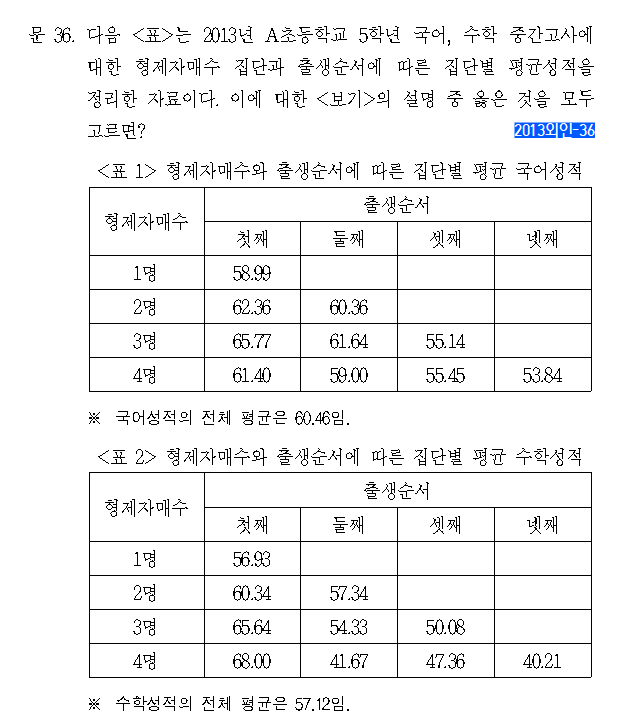 문 36. 다음 <표>는 2013년 A초등학교 5학년 국어, 수학 중간고사에
대한 형제자매수 집단과 출생순서에 따른 집단별 평균성적을
정리한 자료이다. 이에 대한 <보기>의 설명 중 옳은 것을 모두
고르면? 2013외인-36
<표 1> 형제자매수와 출생순서에 따른 집단별 평균 국어성적
형제자매수 출생순서
첫째 둘째 셋째 넷째
1명 58.99
2명 62.36 60.36
3명 65.77 61.64 55.14
4명 61.40 59.00 55.45 53.84
※ 국어성적의 전체 평균은 60.46임.
<표 2> 형제자매수와 출생순서에 따른 집단별 평균 수학성적
형제자매수 출생순서
첫째 둘째 셋째 넷째
1명 56.93
2명 60.34 57.34
3명 65.64 54.33 50.08
4명 68.00 41.67 47.36 40.21
※ 수학성적의 전체 평균은 57.12임.